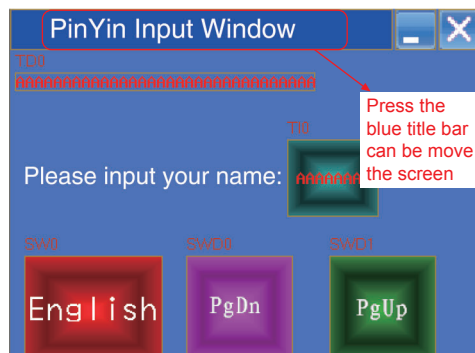 PinYin Input Window
TD0
Press the
blue title bar
can be move
the screen
TI0
Please input your name:
SW0
SWD0
SWD1
English
PgDn
PgUp